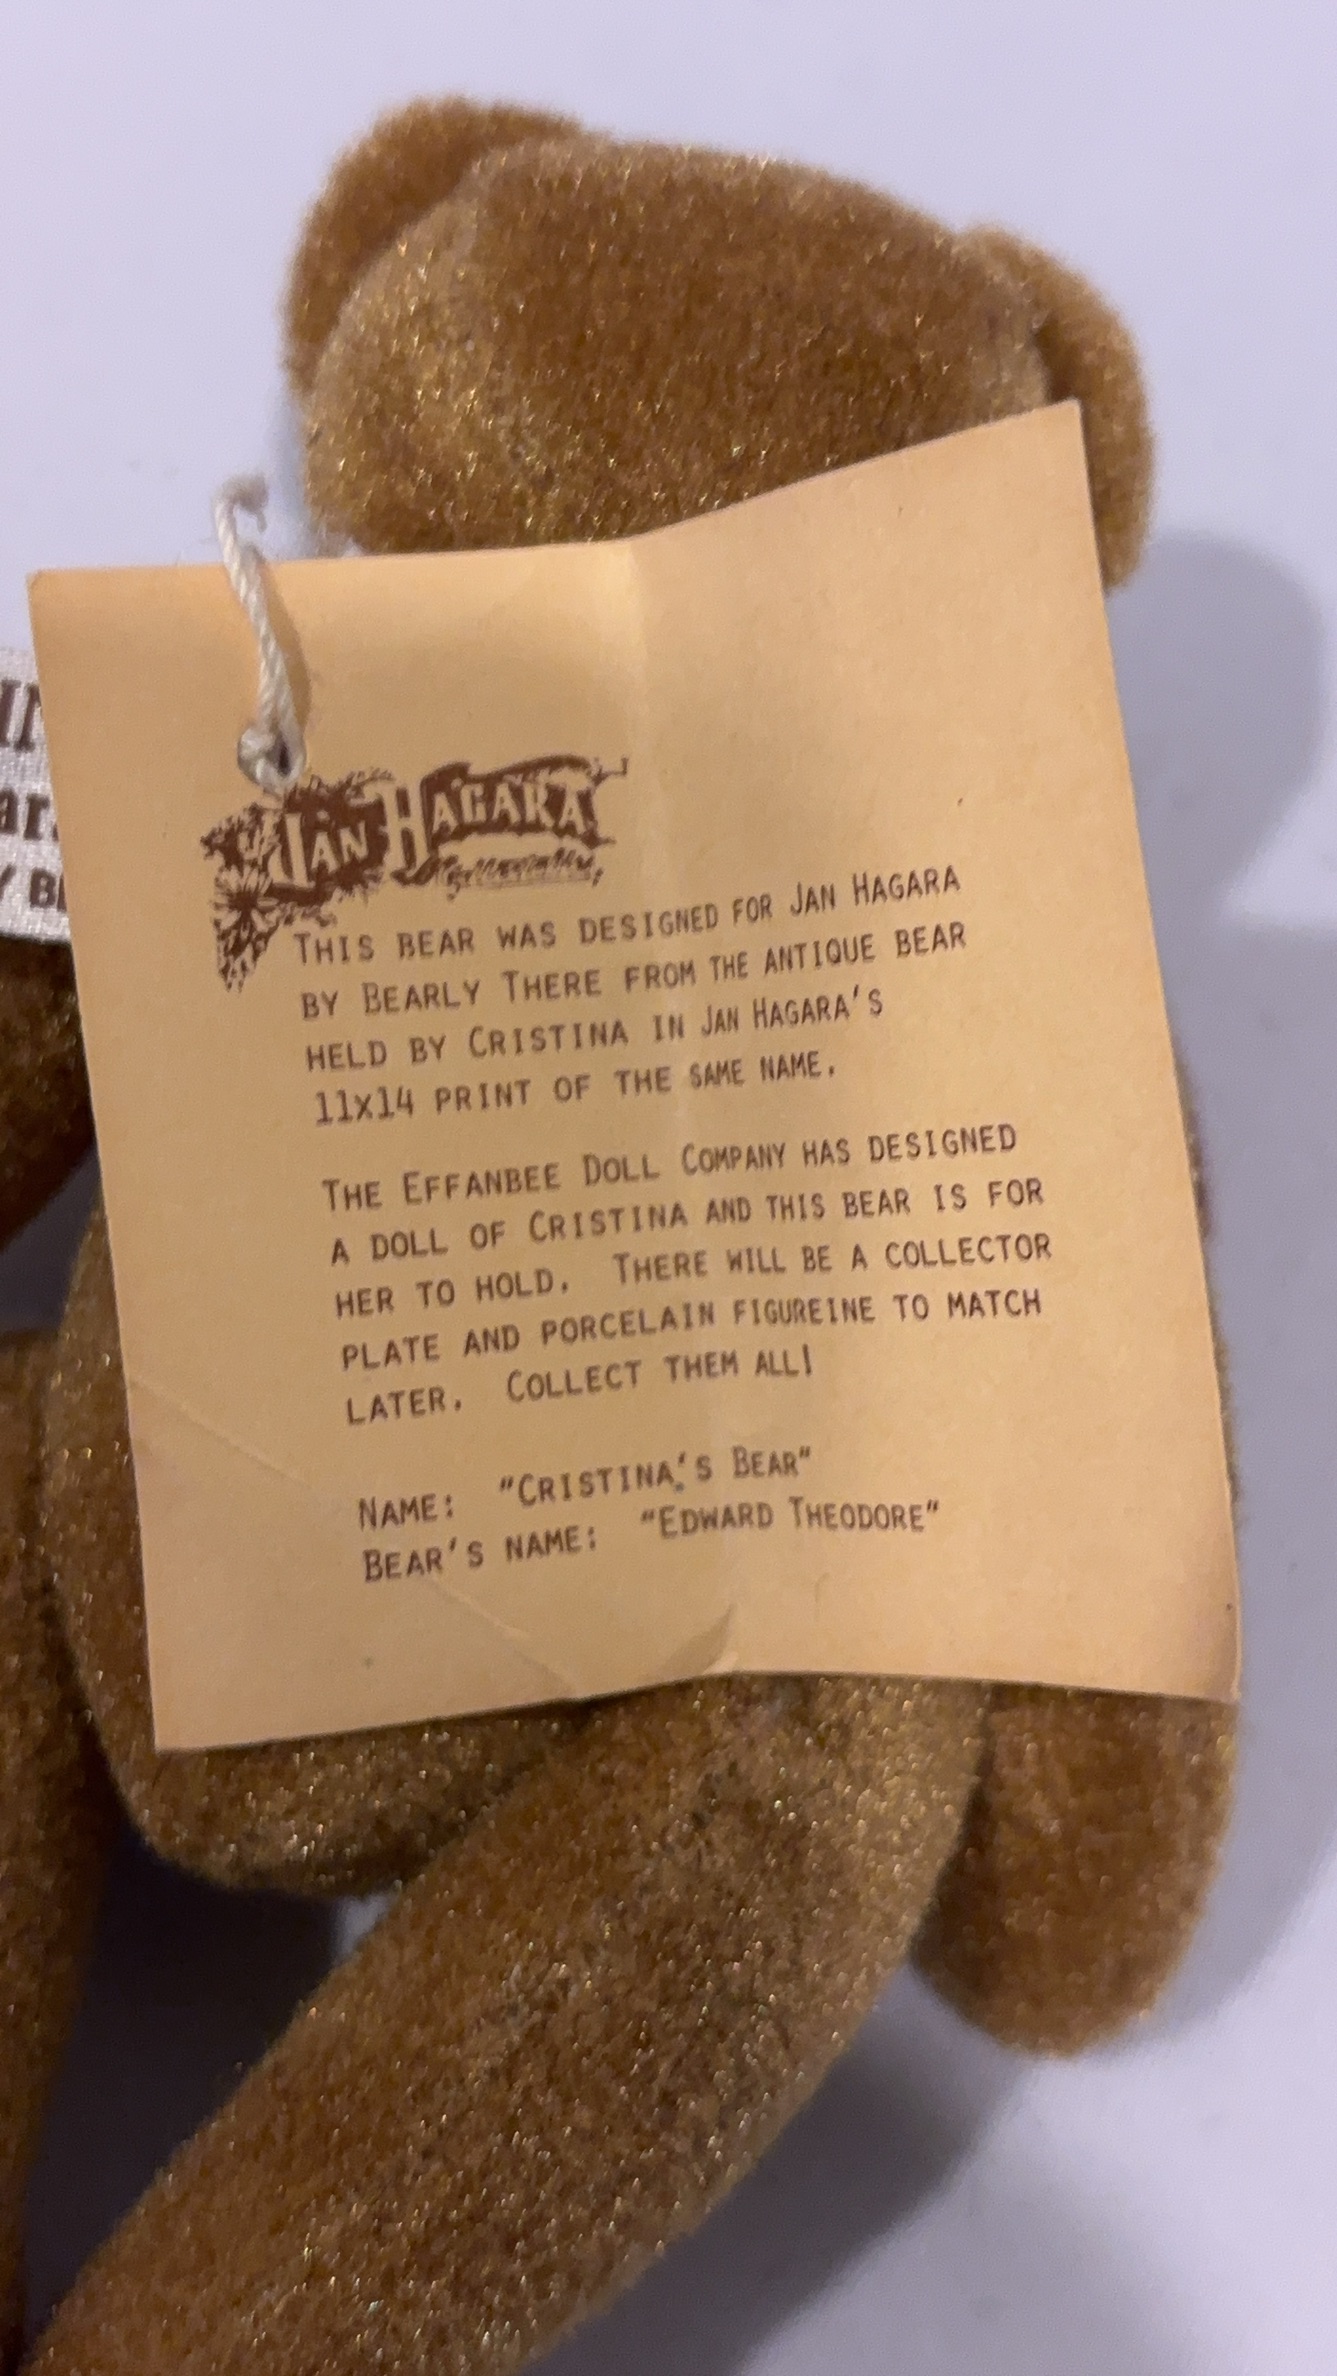 JAN HAGARA
THIS BEAR WAS DESIGNED FOR JAN HAGARA
BY BEARLY THERE FROM THE ANTIQUE BEAR
HELD BY CRISTINA IN JAN HAGARA'S
11x14 PRINT OF THE SAME NAME.
THE EFFANBEE DOLL COMPANY HAS DESIGNED
A DOLL OF CRISTINA AND THIS BEAR IS FOR
HER TO HOLD. THERE WILL BE A COLLECTOR
PLATE AND PORCELAIN FIGUREINE TO MATCH
LATER. COLLECT THEM ALL!
NAME: "CRISTINA'S BEAR"
BEAR'S NAME: "EDWARD THEODORE"